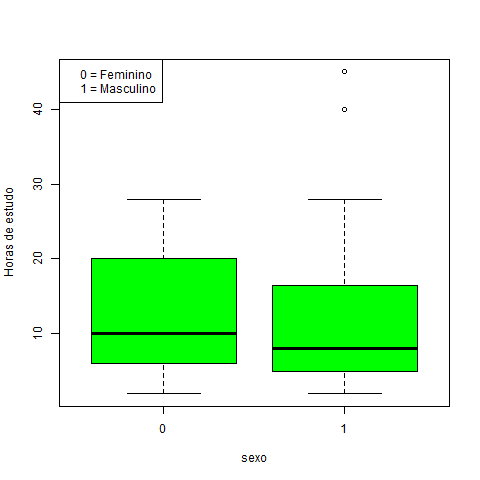 0 = Feminino
1 = Masculino
Horas de estudo
40
30
20
10
0
1
sexo